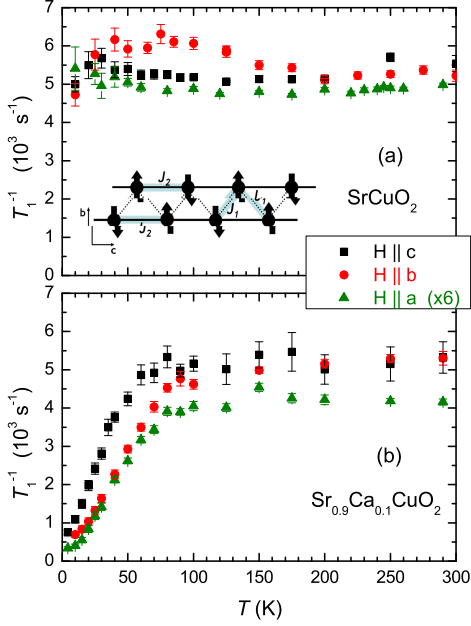 7
6
5
4
3
2
1
0
T₁⁻¹ (10³ s⁻¹)
(a)
SrCuO₂
J₂
J₂
J₁
J₁
b
c
H || c
H || b
H || a (x6)
6
5
4
3
2
1
0
T₁⁻¹ (10³ s⁻¹)
(b)
Sr₀.₉Ca₀.₁CuO₂
0 50 100 150 200 250 300
T (K)